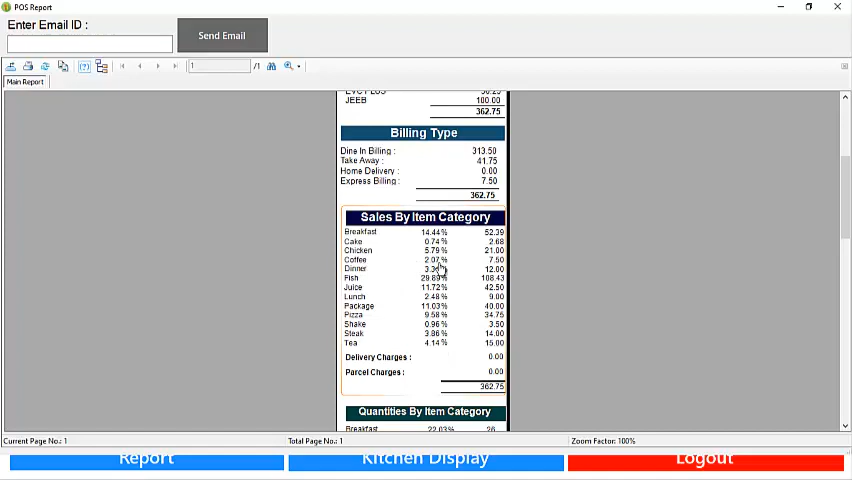 POS Report
Enter Email ID :
Send Email
1 /1
Main Report
JEEB 100.00
362.75
Billing Type
Dine In Billing : 313.50
Take Away : 41.75
Home Delivery : 0.00
Express Billing : 7.50
362.75
Sales By Item Category
Breakfast 14.44% 52.39
Cake 0.74% 2.68
Chicken 5.79% 21.00
Coffee 2.07% 7.50
Dinner 12.00
Fish 29.89% 108.43
Juice 11.72% 42.50
Lunch 2.48% 9.00
Package 11.03% 40.00
Pizza 9.58% 34.75
Shake 0.96% 3.50
Steak 3.86% 14.00
Tea 4.14% 15.00
Delivery Charges : 0.00
Parcel Charges : 0.00
362.75
Quantities By Item Category
Breakfast 22.03% 26
Current Page No.: 1 Total Page No.: 1 Zoom Factor: 100%
Report Kitchen Display Logout